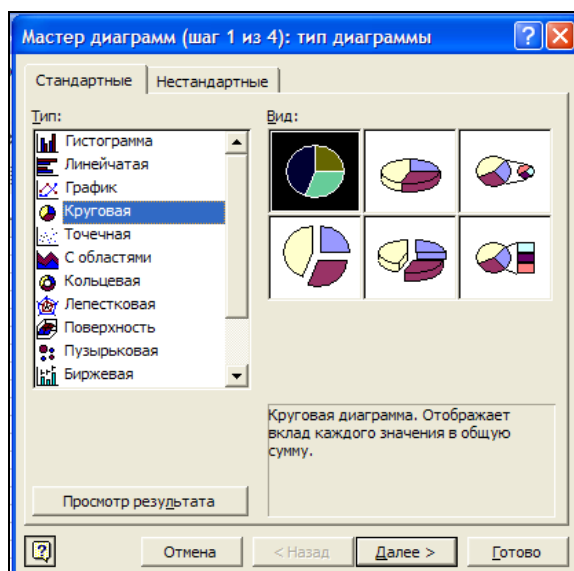 Мастер диаграмм (шаг 1 из 4): тип диаграммы
Стандартные
Нестандартные
Тип:
Гистограмма
Линейчатая
График
Круговая
Точечная
С областями
Кольцевая
Лепестковая
Поверхность
Пузырьковая
Биржевая
Вид:
Круговая диаграмма. Отображает
вклад каждого значения в общую
сумму.
Просмотр результата
Отмена
< Назад
Далее >
Готово